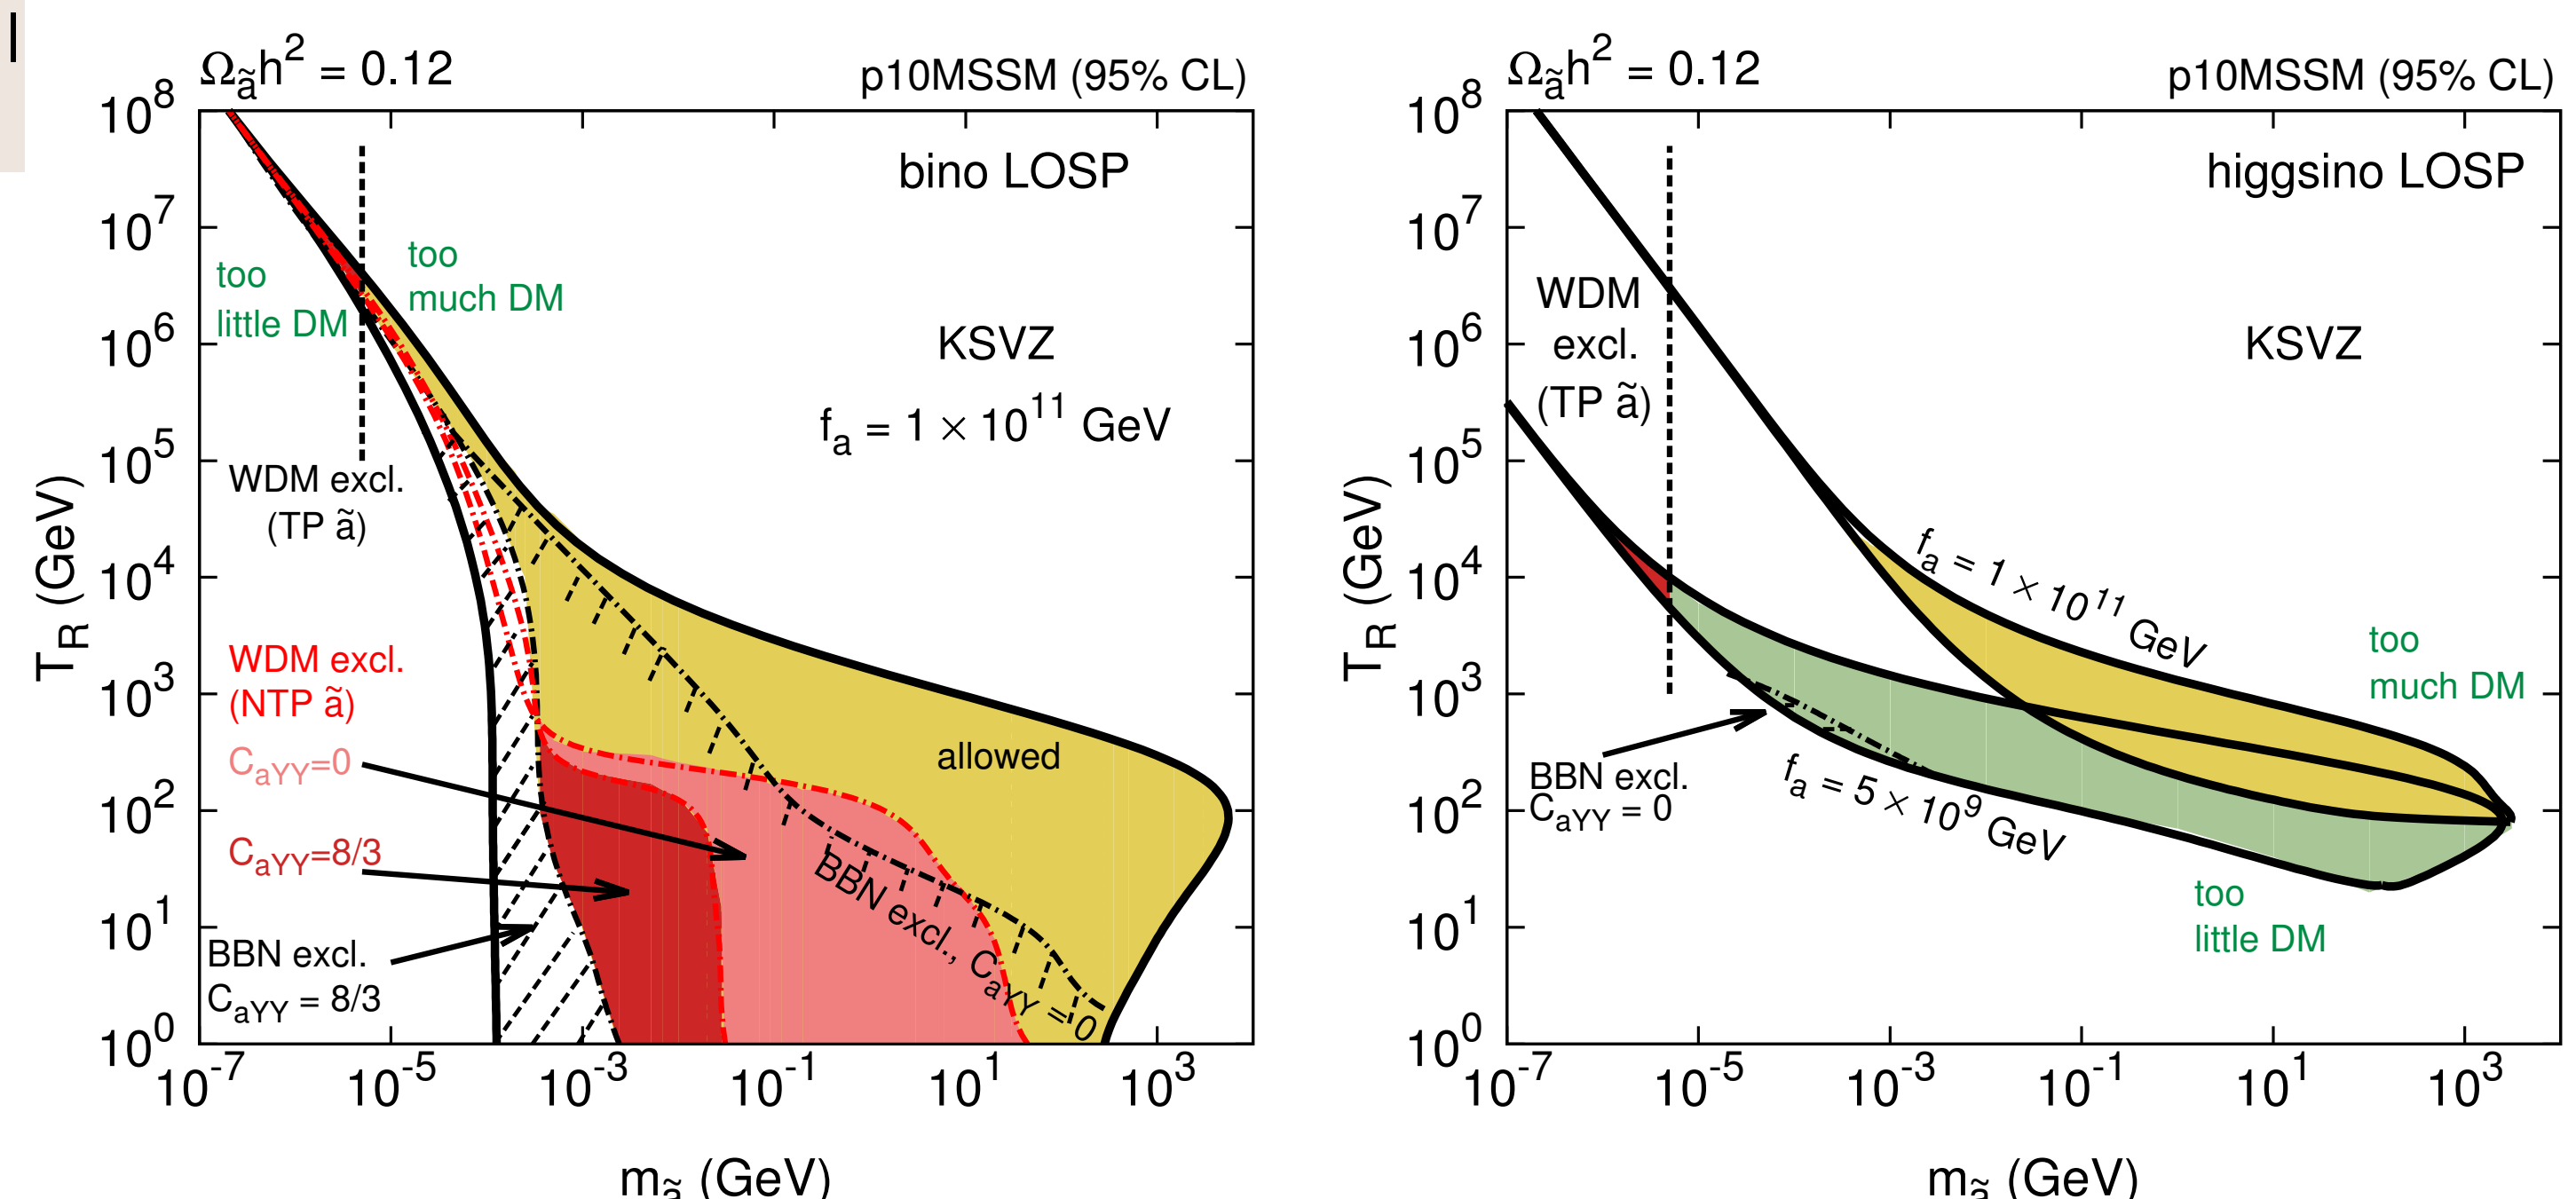 l
Ω_ã h² = 0.12
p10MSSM (95% CL)
bino LOSP
KSVZ
f_a = 1 × 10¹¹ GeV
too
little DM
too
much DM
WDM excl.
(TP ã)
WDM excl.
(NTP ã)
C_aYY=0
C_aYY=8/3
BBN excl.
C_aYY = 8/3
allowed
BBN excl., C_aYY = 0
T_R (GeV)
10⁸
10⁷
10⁶
10⁵
10⁴
10³
10²
10¹
10⁰
10⁻⁷ 10⁻⁵ 10⁻³ 10⁻¹ 10¹ 10³
m_ã (GeV)
Ω_ã h² = 0.12
p10MSSM (95% CL)
higgsino LOSP
KSVZ
WDM
excl.
(TP ã)
f_a = 1 × 10¹¹ GeV
too
much DM
BBN excl.
C_aYY = 0
f_a = 5 × 10⁹ GeV
too
little DM
T_R (GeV)
10⁸
10⁷
10⁶
10⁵
10⁴
10³
10²
10¹
10⁰
10⁻⁷ 10⁻⁵ 10⁻³ 10⁻¹ 10¹ 10³
m_ã (GeV)